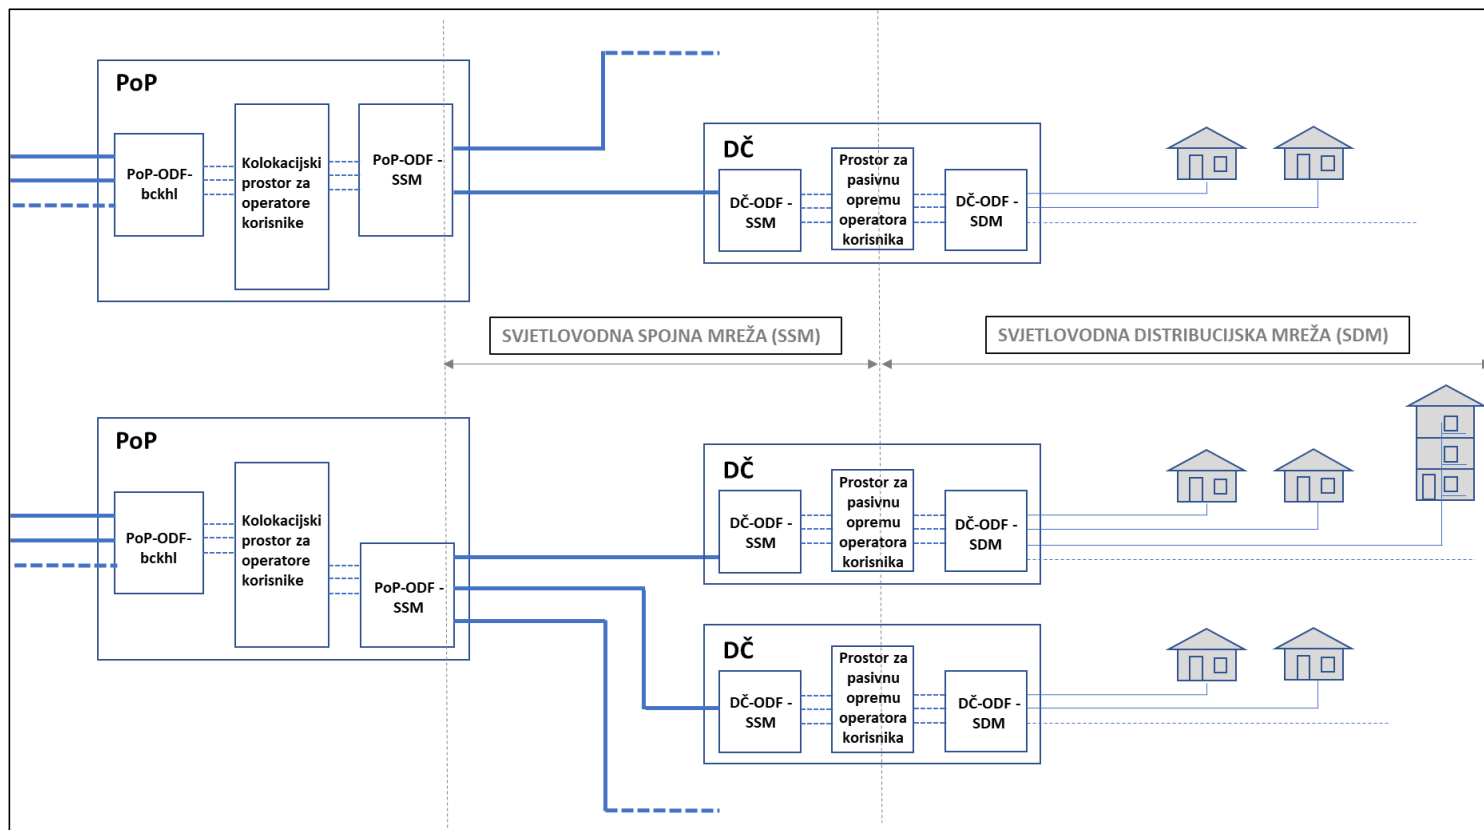 PoP
PoP-ODF-
bckhl
Kolokacijski
prostor za
operatore
korisnike
PoP-ODF -
SSM
DČ
DČ-ODF -
SSM
Prostor za
pasivnu
opremu
operatora
korisnika
DČ-ODF -
SDM
SVJETLOVODNA SPOJNA MREŽA (SSM)
SVJETLOVODNA DISTRIBUCIJSKA MREŽA (SDM)
PoP
PoP-ODF-
bckhl
Kolokacijski
prostor za
operatore
korisnike
PoP-ODF -
SSM
DČ
DČ-ODF -
SSM
Prostor za
pasivnu
opremu
operatora
korisnika
DČ-ODF -
SDM
DČ
DČ-ODF -
SSM
Prostor za
pasivnu
opremu
operatora
korisnika
DČ-ODF -
SDM